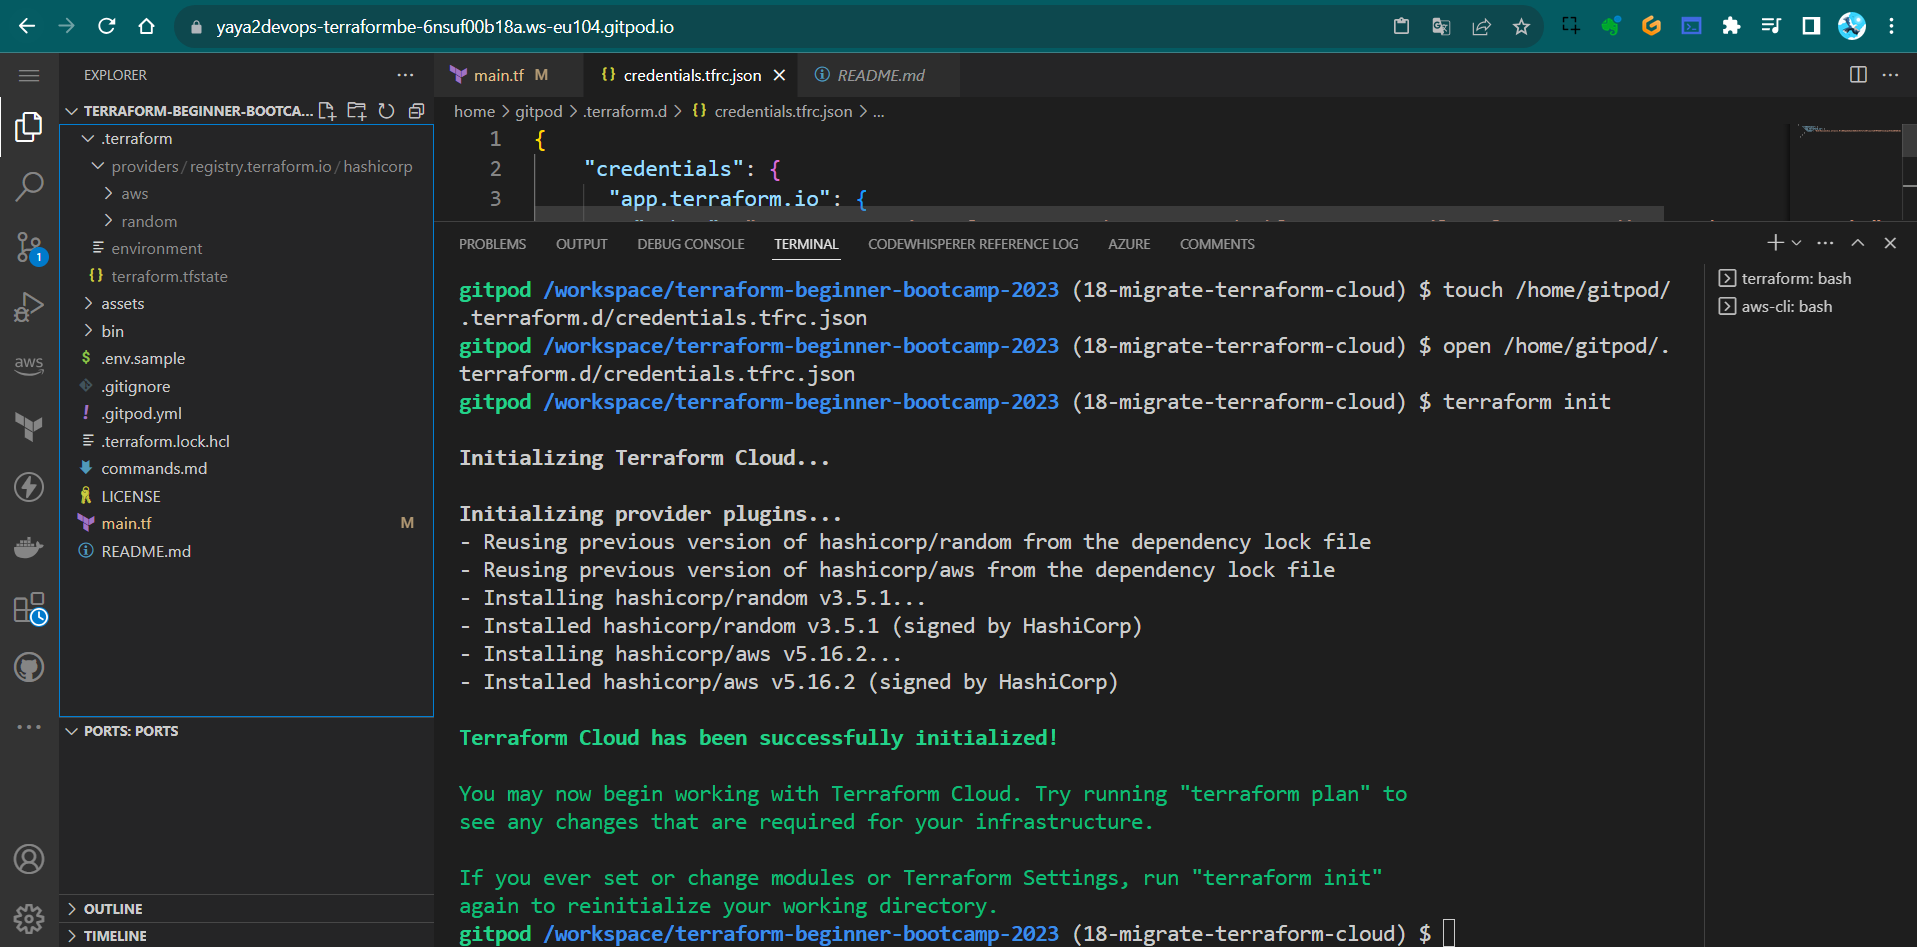 yaya2devops-terraformbe-6nsuf00b18a.ws-eu104.gitpod.io
EXPLORER
TERRAFORM-BEGINNER-BOOTCA...
.terraform
providers/registry.terraform.io/hashicorp
aws
random
environment
terraform.tfstate
assets
bin
.env.sample
.gitignore
.gitpod.yml
.terraform.lock.hcl
commands.md
LICENSE
main.tf M
README.md
PORTS: PORTS
OUTLINE
TIMELINE
aws
1
main.tf M
credentials.tfrc.json
README.md
home > gitpod > .terraform.d > {} credentials.tfrc.json > ...
1 {
2 "credentials": {
3 "app.terraform.io": {
PROBLEMS OUTPUT DEBUG CONSOLE TERMINAL CODEWHISPERER REFERENCE LOG AZURE COMMENTS
gitpod /workspace/terraform-beginner-bootcamp-2023 (18-migrate-terraform-cloud) $ touch /home/gitpod/
.terraform.d/credentials.tfrc.json
gitpod /workspace/terraform-beginner-bootcamp-2023 (18-migrate-terraform-cloud) $ open /home/gitpod/.
terraform.d/credentials.tfrc.json
gitpod /workspace/terraform-beginner-bootcamp-2023 (18-migrate-terraform-cloud) $ terraform init
Initializing Terraform Cloud...
Initializing provider plugins...
- Reusing previous version of hashicorp/random from the dependency lock file
- Reusing previous version of hashicorp/aws from the dependency lock file
- Installing hashicorp/random v3.5.1...
- Installed hashicorp/random v3.5.1 (signed by HashiCorp)
- Installing hashicorp/aws v5.16.2...
- Installed hashicorp/aws v5.16.2 (signed by HashiCorp)
Terraform Cloud has been successfully initialized!
You may now begin working with Terraform Cloud. Try running "terraform plan" to
see any changes that are required for your infrastructure.
If you ever set or change modules or Terraform Settings, run "terraform init"
again to reinitialize your working directory.
gitpod /workspace/terraform-beginner-bootcamp-2023 (18-migrate-terraform-cloud) $
terraform: bash
aws-cli: bash